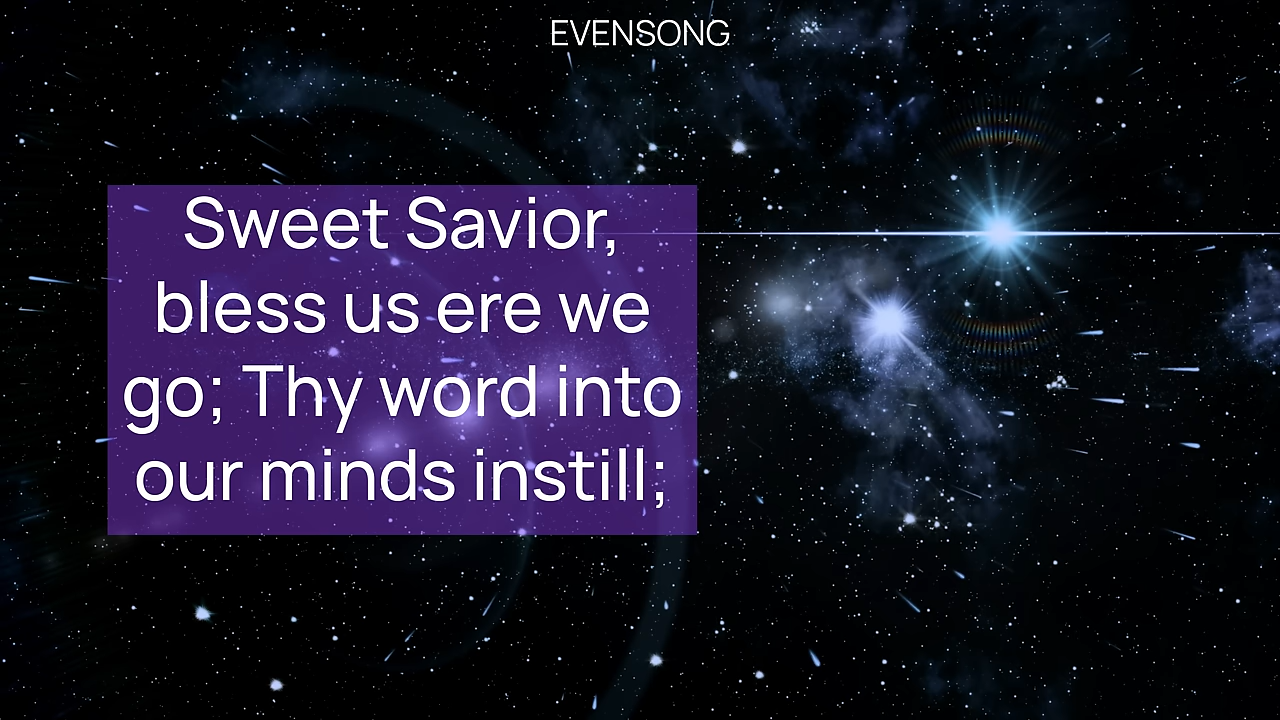 EVENSONG
Sweet Savior,
bless us ere we
go; Thy word into
our minds instill;